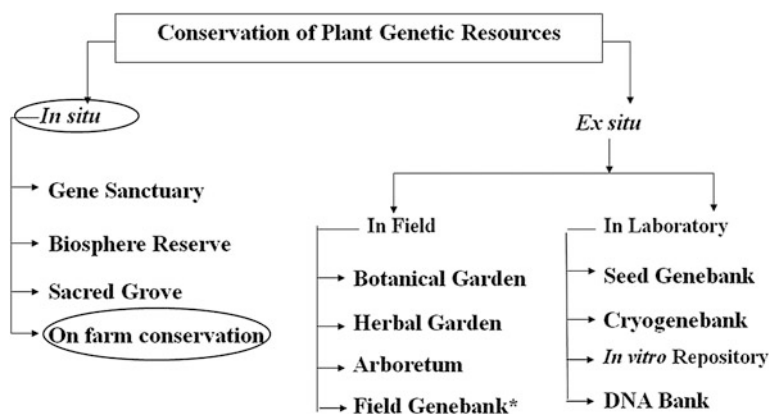 Conservation of Plant Genetic Resources
In situ
Gene Sanctuary
Biosphere Reserve
Sacred Grove
On farm conservation
Ex situ
In Field
Botanical Garden
Herbal Garden
Arboretum
Field Genebank*
In Laboratory
Seed Genebank
Cryogenebank
In vitro Repository
DNA Bank